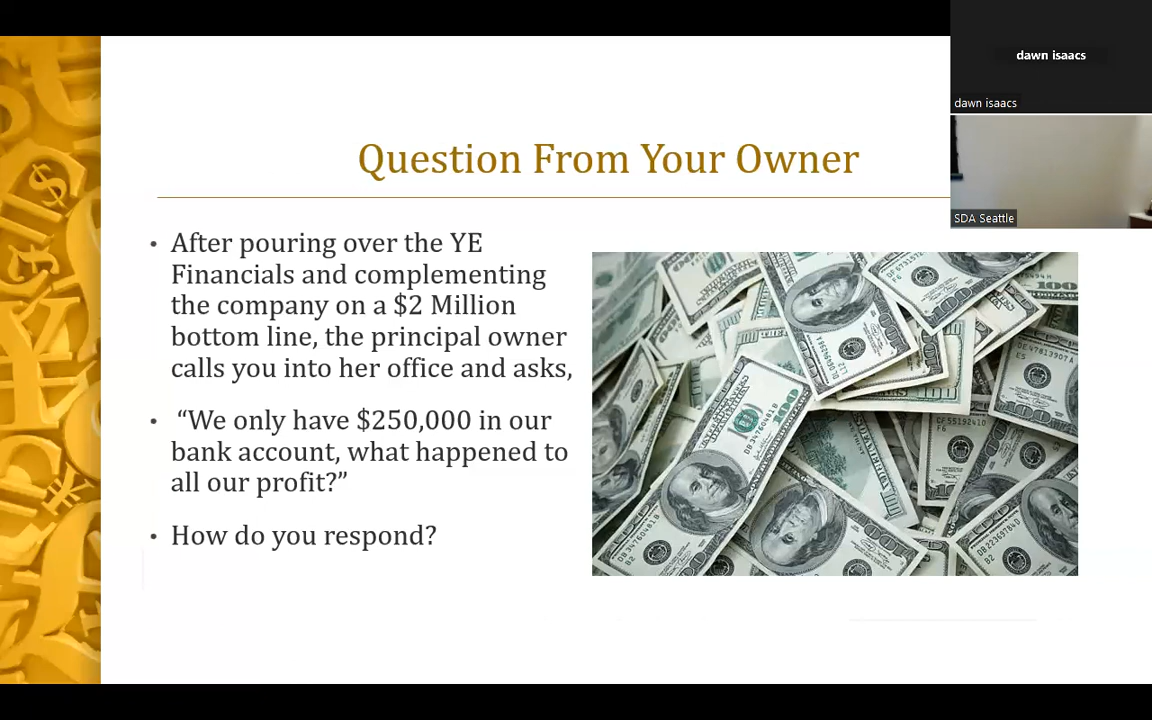 dawn isaacs
dawn isaacs
SDA Seattle
Question From Your Owner
• After pouring over the YE
Financials and complementing
the company on a $2 Million
bottom line, the principal owner
calls you into her office and asks,
• “We only have $250,000 in our
bank account, what happened to
all our profit?”
• How do you respond?